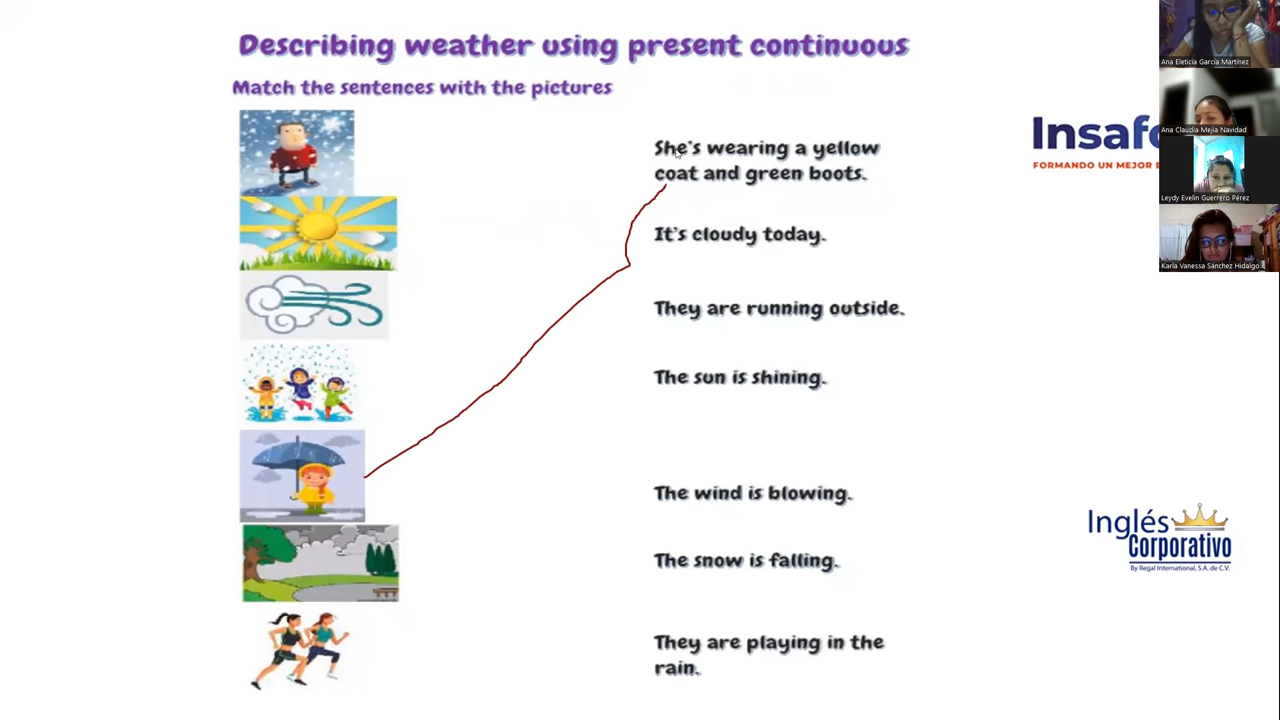 Describing weather using present continuous
Match the sentences with the pictures
She's wearing a yellow
coat and green boots.
It's cloudy today.
They are running outside.
The sun is shining.
The wind is blowing.
The snow is falling.
They are playing in the
rain.
Insafo
FORMANDO UN MEJOR E
Inglés
Corporativo
By Regal International, S.A. de C.V.
Ana Eleticia García Martínez
Ana Claudia Mejia Navidad
Leydy Evelin Guerrero Pérez
Karla Vanessa Sánchez Hidalgo